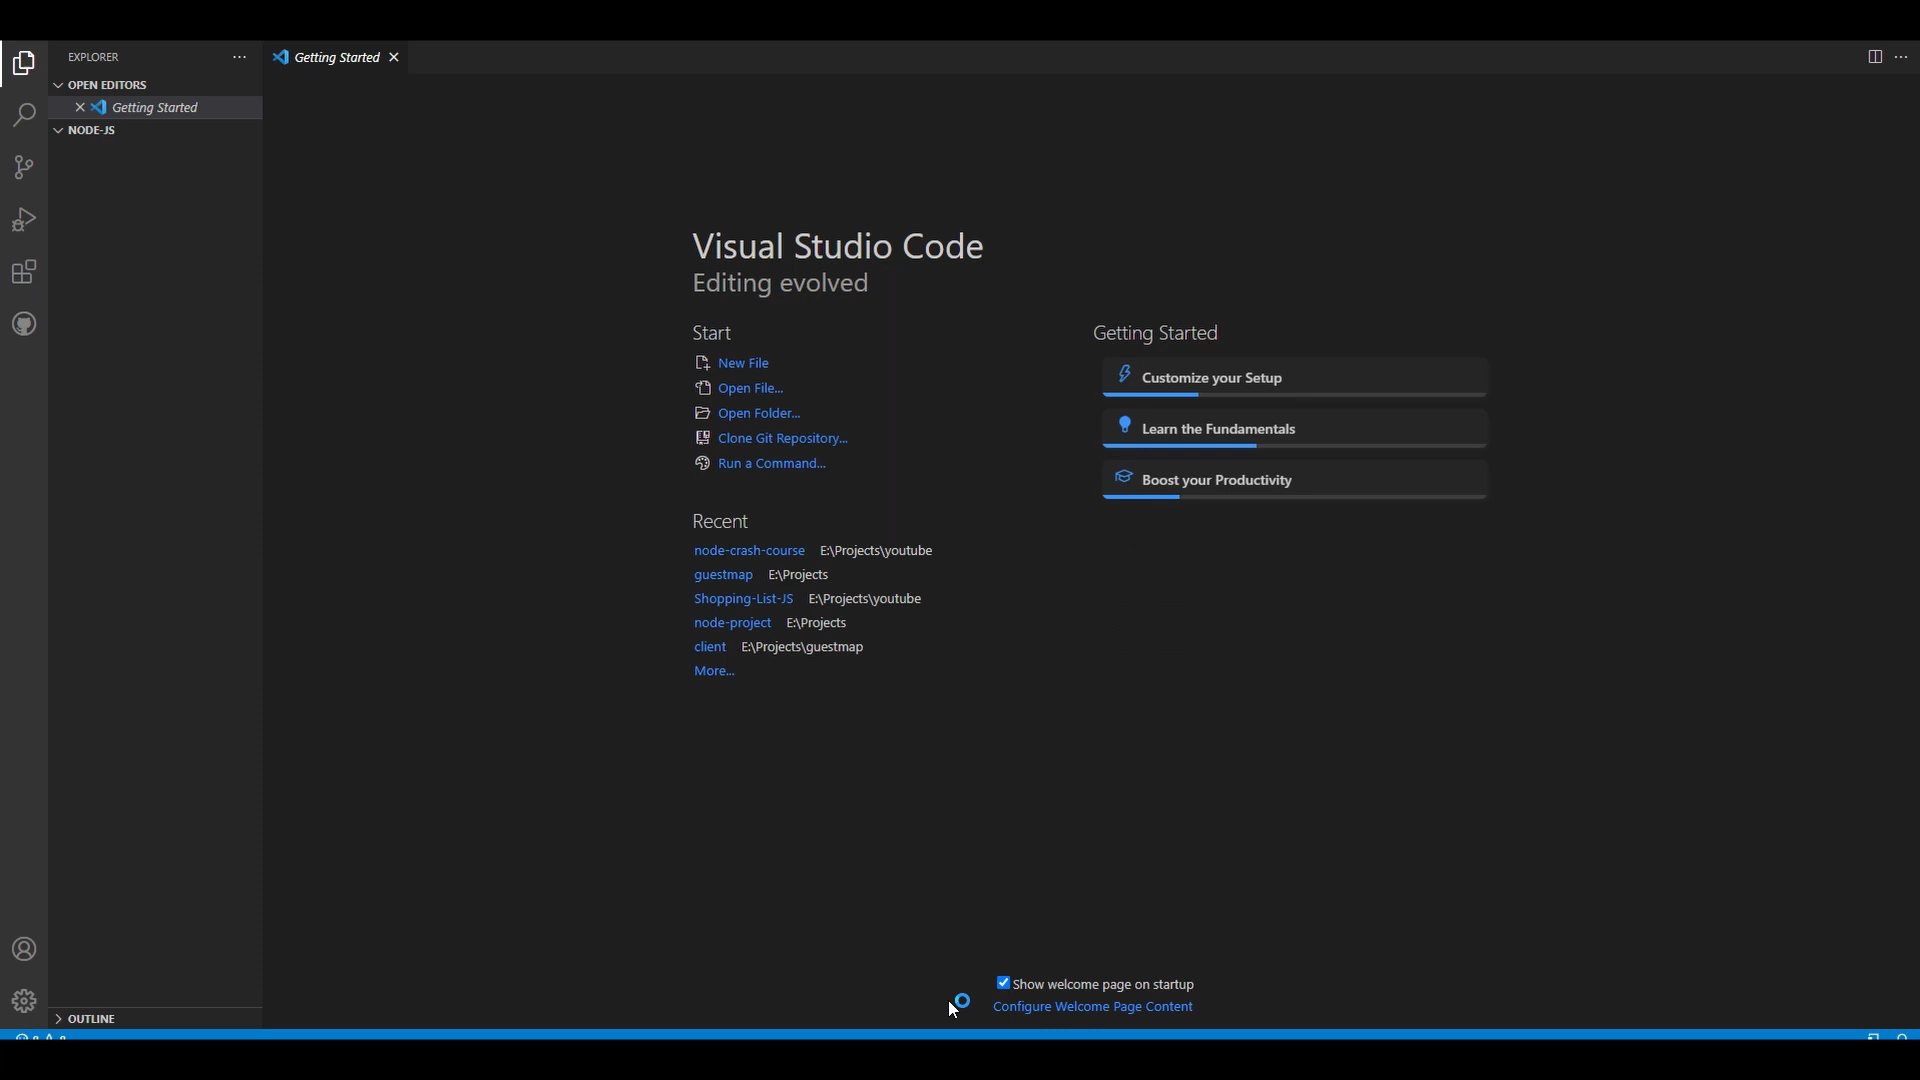 EXPLORER
Getting Started
OPEN EDITORS
Getting Started
NODE-JS
Visual Studio Code
Editing evolved
Start
New File
Open File...
Open Folder...
Clone Git Repository...
Run a Command...
Getting Started
Customize your Setup
Learn the Fundamentals
Boost your Productivity
Recent
node-crash-course E:\Projects\youtube
guestmap E:\Projects
Shopping-List-JS E:\Projects\youtube
node-project E:\Projects
client E:\Projects\guestmap
More...
Show welcome page on startup
Configure Welcome Page Content
OUTLINE